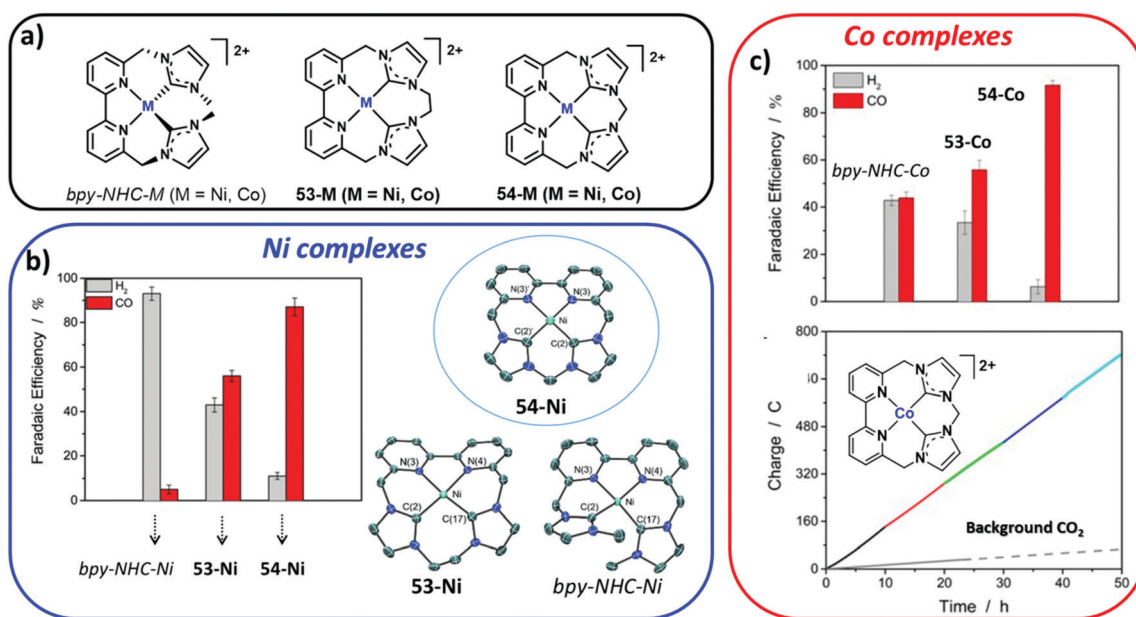 a)
2+
2+
2+
M
N
N
N
N
N
N
M
N
N
N
N
N
N
M
N
N
N
N
N
N
bpy-NHC-M (M = Ni, Co)
53-M (M = Ni, Co)
54-M (M = Ni, Co)
Ni complexes
b)
100
80
60
40
20
0
Faradaic Efficiency / %
H2
CO
bpy-NHC-Ni
53-Ni
54-Ni
N(3)'
N(3)
Ni
C(2)'
C(2)
54-Ni
N(3)
N(4)
Ni
C(2)
C(17)
53-Ni
N(3)
N(4)
Ni
C(2)
C(17)
bpy-NHC-Ni
Co complexes
c)
100
80
60
40
20
0
Faradaic Efficiency / %
H2
CO
bpy-NHC-Co
53-Co
54-Co
800
480
320
160
0
Charge / C
2+
Co
N
N
N
N
N
N
Background CO2
0
10
20
30
40
50
Time / h